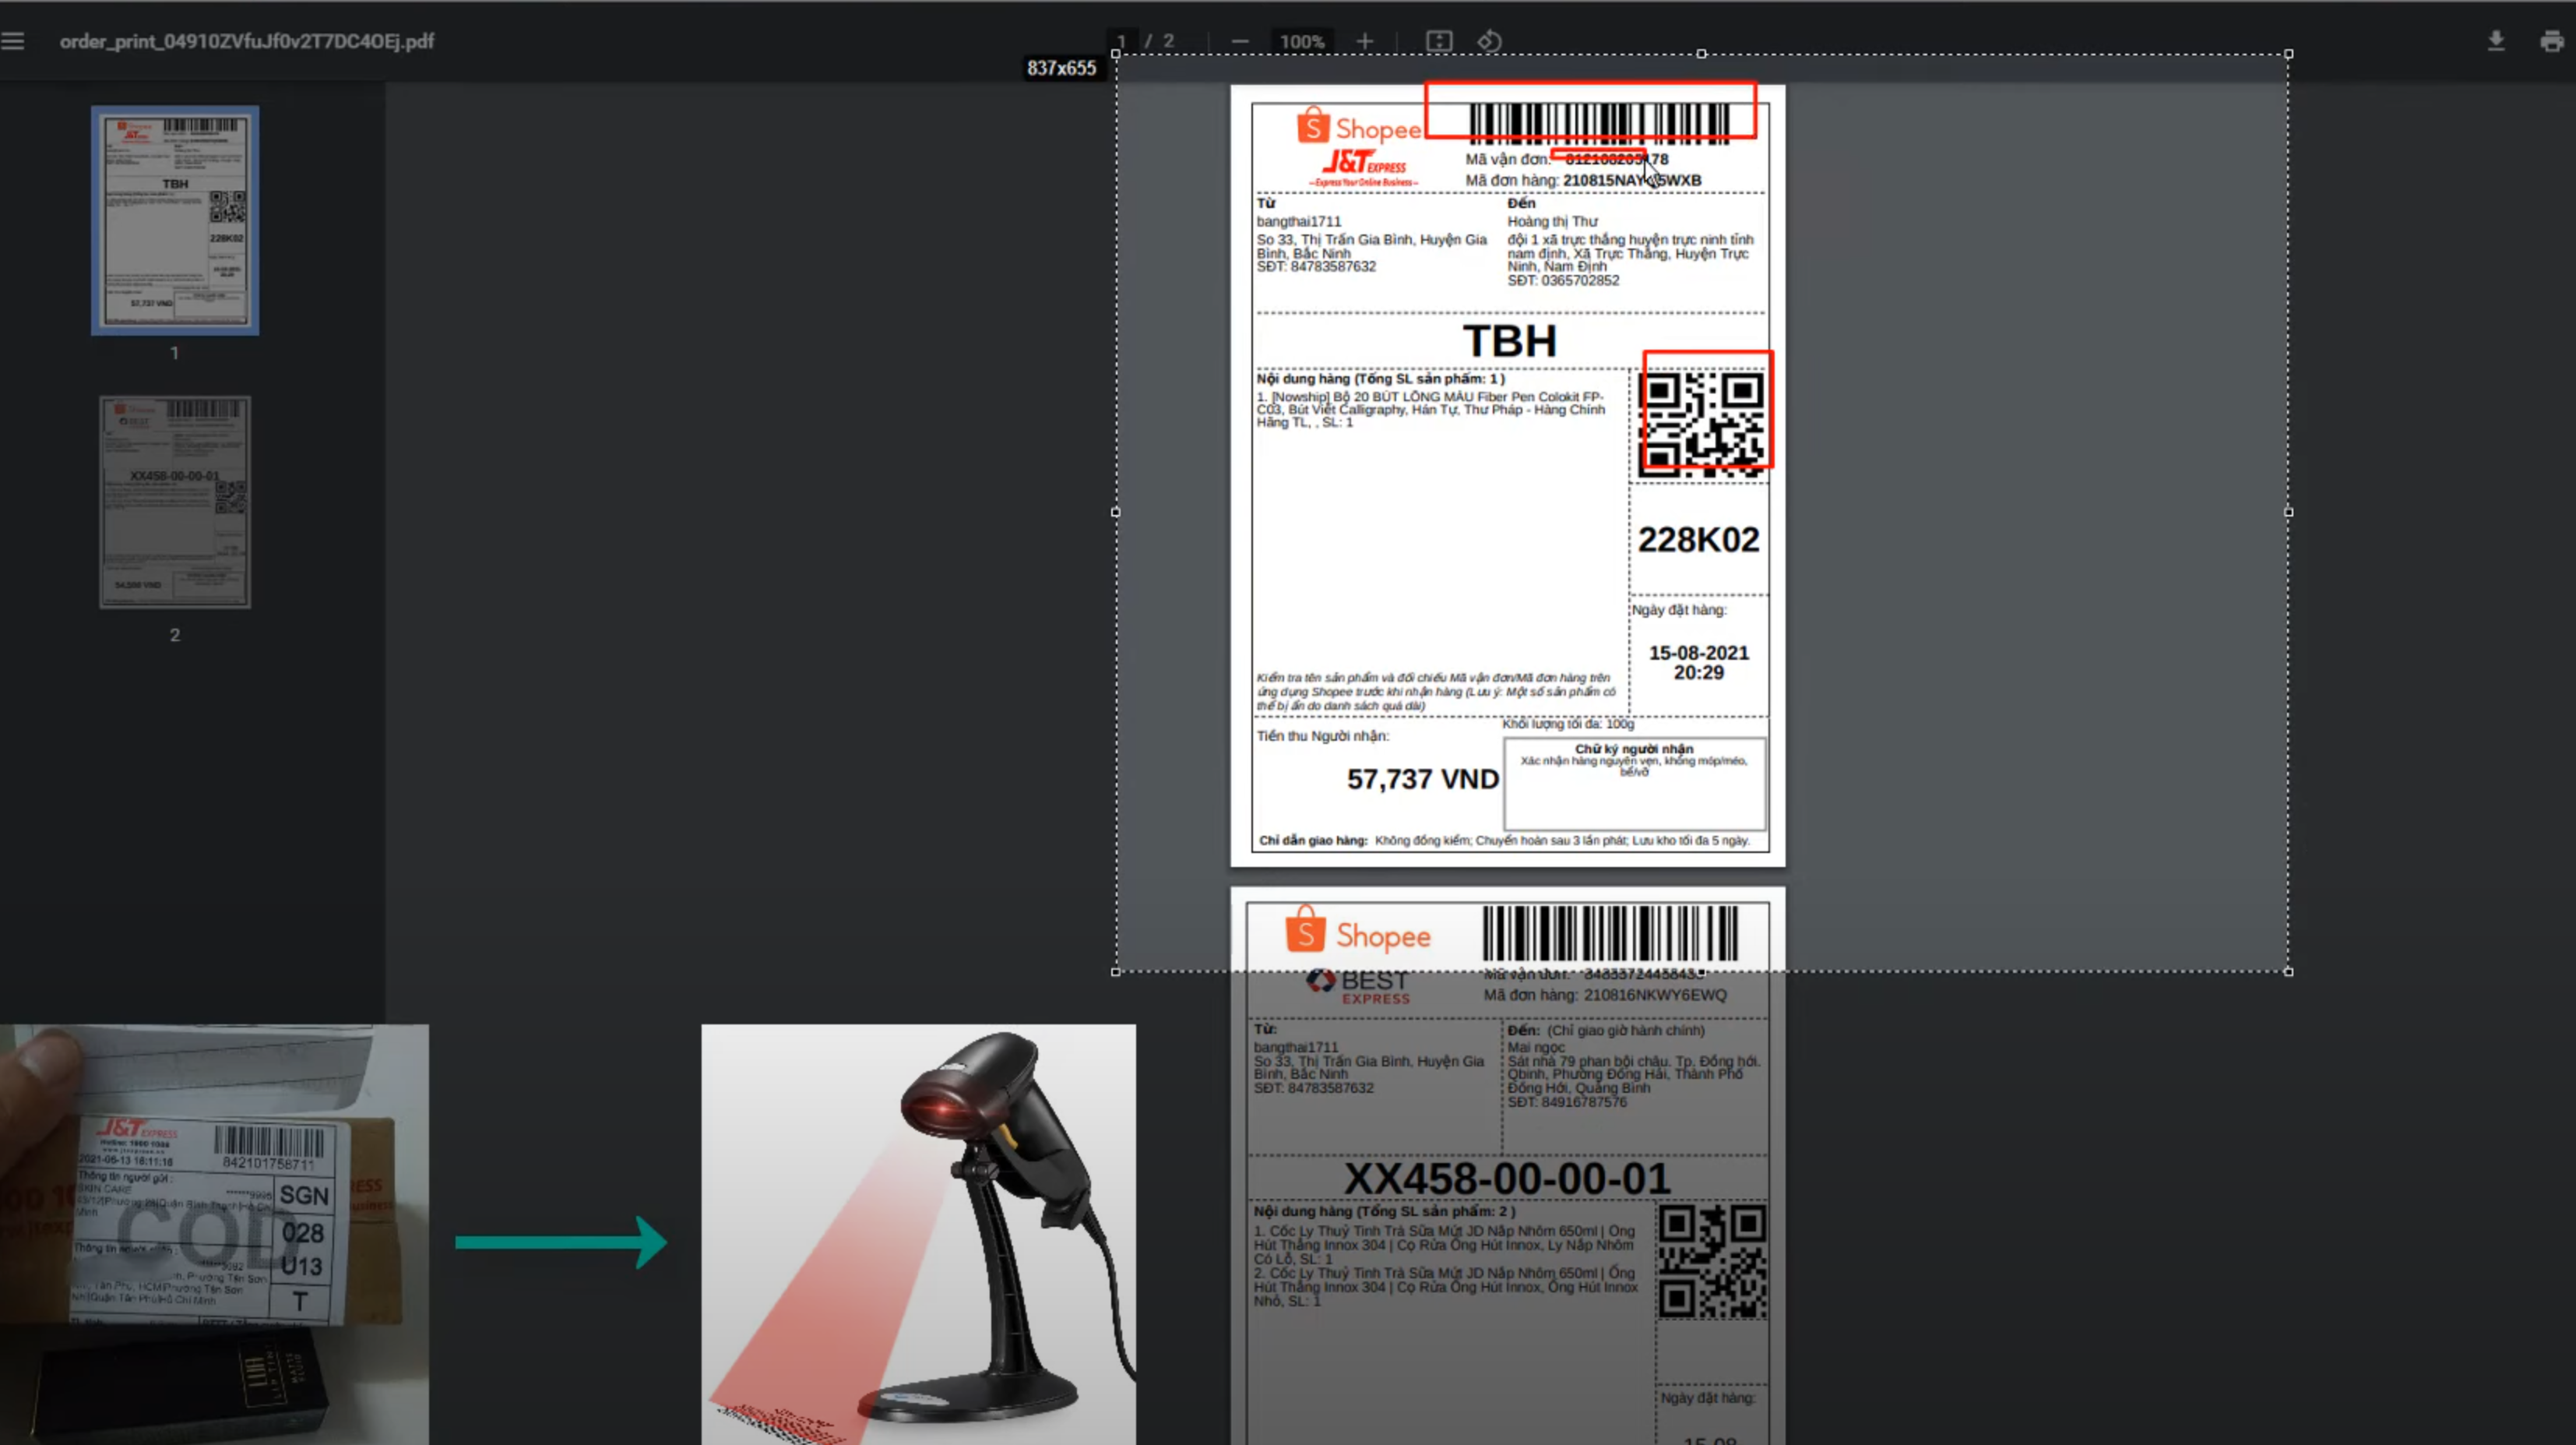 order_print_04910ZVfuJf0v2T7DC4OEj.pdf
1 / 2
100%
837x655
Shopee
J&T EXPRESS
Express Your Online Business
Mã vận đơn:
Mã đơn hàng:
Từ
bangthai1711
So 33, Thị Trấn Gia Bình, Huyện Gia
Bình, Bắc Ninh
SĐT: 84783587632
Đến
Hoàng thị Thư
đội 1 xã trực thắng huyện trực ninh tỉnh
nam định, Xã Trực Thắng, Huyện Trực
Ninh, Nam Định
SĐT: 0365702852
TBH
Nội dung hàng (Tổng SL sản phẩm: 1 )
1. [Nowship] Bộ 20 BÚT LÔNG MÀU Fiber Pen Colokit FP-
C03, Bút Viết Calligraphy, Hán Tự, Thư Pháp - Hàng Chính
Hãng TL, , SL: 1
228K02
Ngày đặt hàng:
15-08-2021
20:29
Kiểm tra tên sản phẩm và đối chiếu Mã vận đơn/Mã đơn hàng trên
ứng dụng Shopee trước khi nhận hàng (Lưu ý: Một số sản phẩm có
thể bị ẩn do danh sách quá dài)
Khối lượng tối đa: 100g
Tiền thu Người nhận:
57,737 VND
Chữ ký người nhận
Xác nhận hàng nguyên vẹn, không móp/méo,
bể/vỡ
Chỉ dẫn giao hàng: Không đồng kiểm; Chuyển hoàn sau 3 lần phát; Lưu kho tối đa 5 ngày.
Shopee
BEST
EXPRESS
Mã vận đơn:
Mã đơn hàng: 210816NKWY6EWQ
Từ:
bangthai1711
So 33, Thị Trấn Gia Bình, Huyện Gia
Bình, Bắc Ninh
SĐT: 84783587632
Đến: (Chỉ giao giờ hành chính)
Mai ngọc
Sát nhà 79 phan bội châu. Tp. Đồng hới.
Qbinh, Phường Đồng Hải, Thành Phố
Đồng Hới, Quảng Bình
SĐT: 84916787576
XX458-00-00-01
Nội dung hàng (Tổng SL sản phẩm: 2 )
1. Cốc Ly Thuỷ Tinh Trà Sữa Mứt JD Nắp Nhôm 650ml | Ống
Hút Thẳng Innox 304 | Cọ Rửa Ống Hút Innox, Ly Nắp Nhôm
Có Lỗ, SL: 1
2. Cốc Ly Thuỷ Tinh Trà Sữa Mứt JD Nắp Nhôm 650ml | Ống
Hút Thẳng Innox 304 | Cọ Rửa Ống Hút Innox, Ống Hút Innox
Nhỏ, SL: 1
Ngày đặt hàng:
1
2
TBH
228K02
57,737 VND
XX458-00-00-01
J&T EXPRESS
842101758711
Thông tin người gửi :
SKIN CARE
COD
SGN
028
U13
T